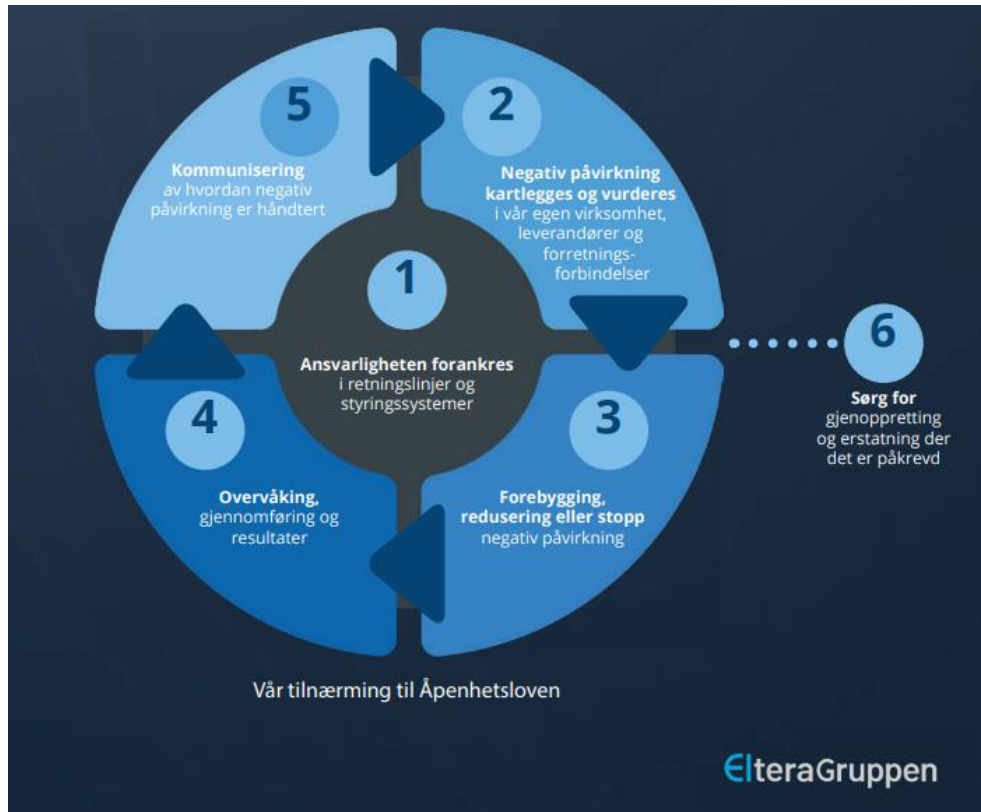 1
Ansvarligheten forankres
i retningslinjer og
styringssystemer
2
Negativ påvirkning
kartlegges og vurderes
i vår egen virksomhet,
leverandører og
forretnings-
forbindelser
3
Forebygging,
redusering eller stopp
negativ påvirkning
4
Overvåking,
gjennomføring og
resultater
5
Kommunisering
av hvordan negativ
påvirkning er håndtert
6
Sørg for
gjenoppretting
og erstatning der
det er påkrevd
Vår tilnærming til Åpenhetsloven
ElteraGruppen